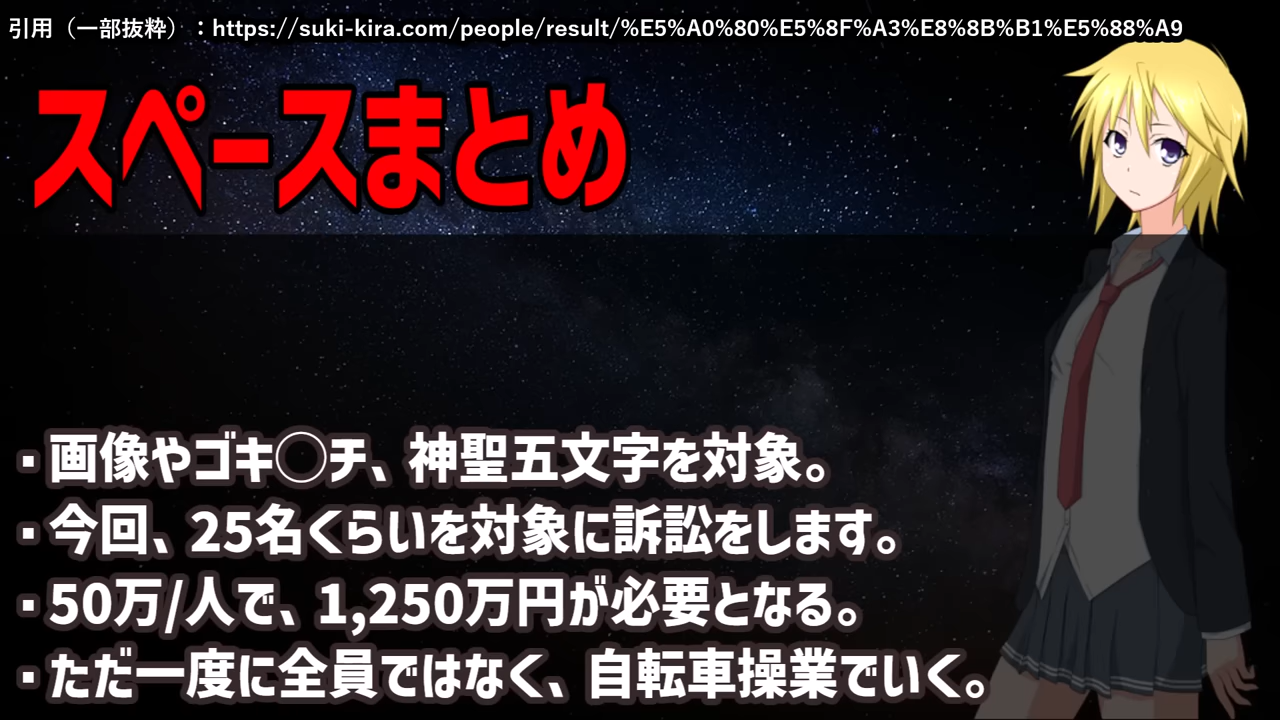 引用（一部抜粋）：https://suki-kira.com/people/result/%E5%A0%80%E5%8F%A3%E8%8B%B1%E5%88%A9
スペースまとめ
・画像やゴキ◯チ、神聖五文字を対象。
・今回、25名くらいを対象に訴訟をします。
・50万/人で、1,250万円が必要となる。
・ただ一度に全員ではなく、自転車操業でいく。